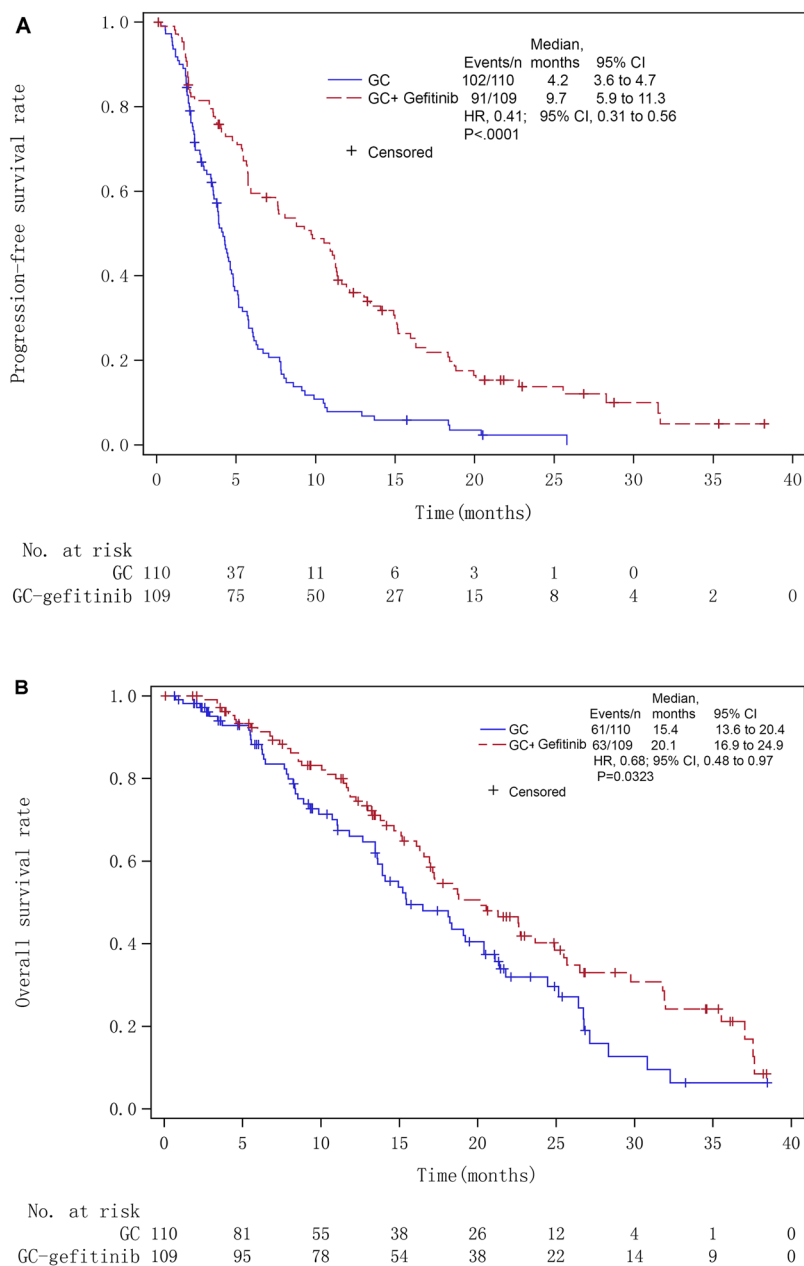 A
Median,
Events/n months 95% CI
GC 102/110 4.2 3.6 to 4.7
GC+ Gefitinib 91/109 9.7 5.9 to 11.3
HR, 0.41; 95% CI, 0.31 to 0.56
P<.0001
+ Censored
Progression-free survival rate
1.0
0.8
0.6
0.4
0.2
0.0
0 5 10 15 20 25 30 35 40
Time(months)
No. at risk
GC 110 37 11 6 3 1 0
GC-gefitinib 109 75 50 27 15 8 4 2 0
B
Median,
Events/n months 95% CI
GC 61/110 15.4 13.6 to 20.4
GC+ Gefitinib 63/109 20.1 16.9 to 24.9
HR, 0.68; 95% CI, 0.48 to 0.97
P=0.0323
+ Censored
Overall survival rate
1.0
0.8
0.6
0.4
0.2
0.0
0 5 10 15 20 25 30 35 40
Time(months)
No. at risk
GC 110 81 55 38 26 12 4 1 0
GC-gefitinib 109 95 78 54 38 22 14 9 0